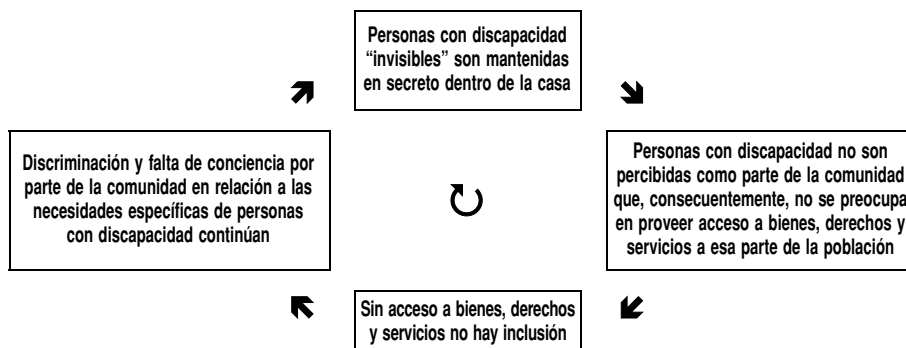 Personas con discapacidad
“invisibles” son mantenidas
en secreto dentro de la casa
Personas con discapacidad no son
percibidas como parte de la comunidad
que, consecuentemente, no se preocupa
en proveer acceso a bienes, derechos y
servicios a esa parte de la población
Sin acceso a bienes, derechos
y servicios no hay inclusión
Discriminación y falta de conciencia por
parte de la comunidad en relación a las
necesidades específicas de personas
con discapacidad continúan